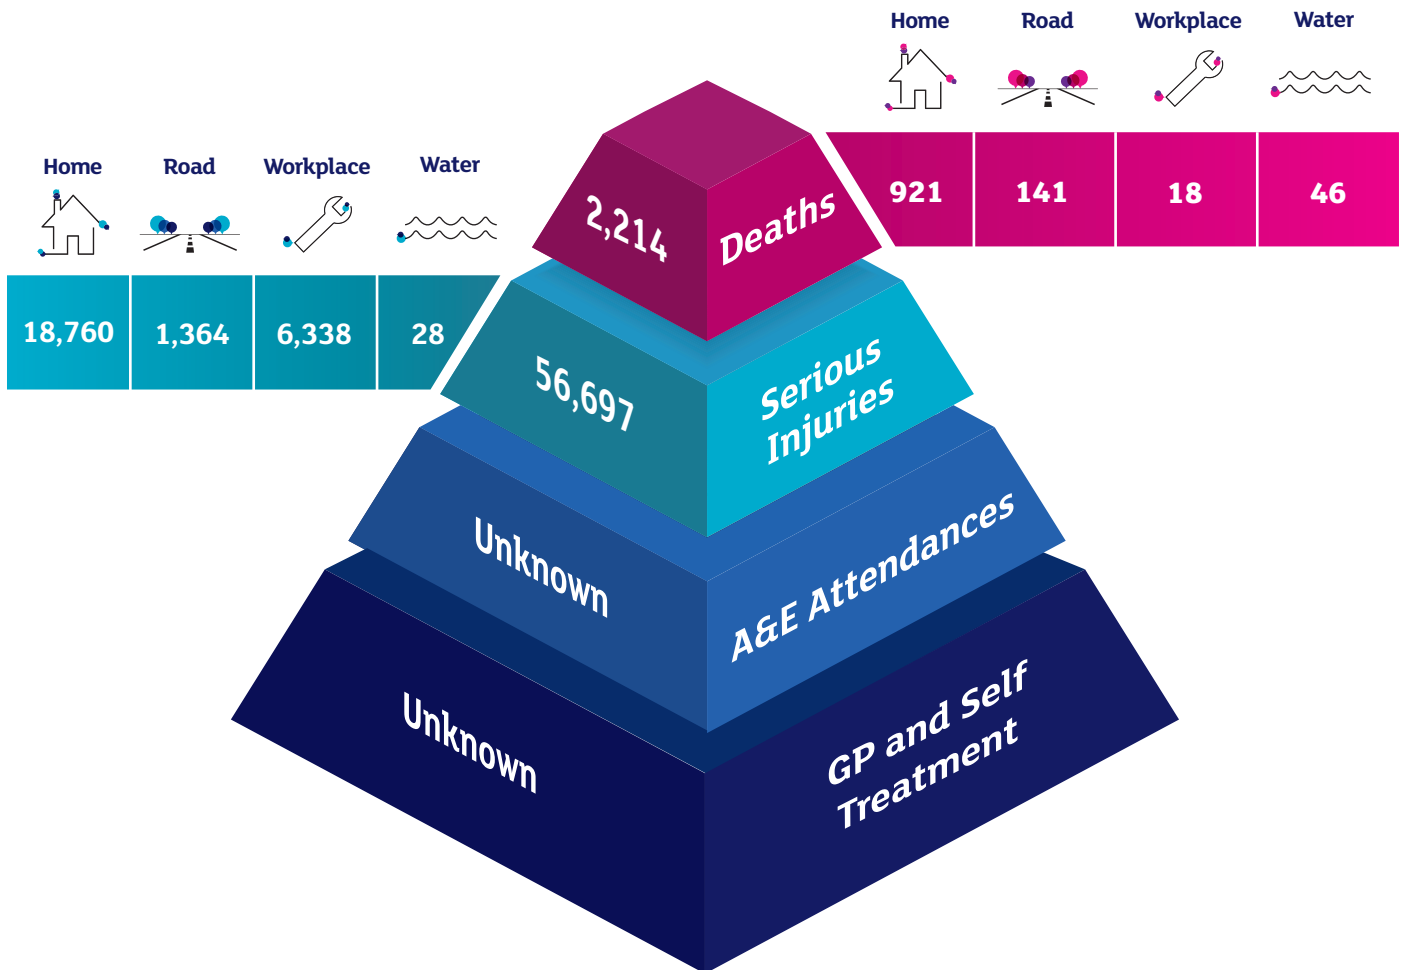 Home Road Workplace Water
921 141 18 46
Home Road Workplace Water
18,760 1,364 6,338 28
2,214
Deaths
56,697
Serious
Injuries
Unknown
A&E Attendances
Unknown
GP and Self
Treatment